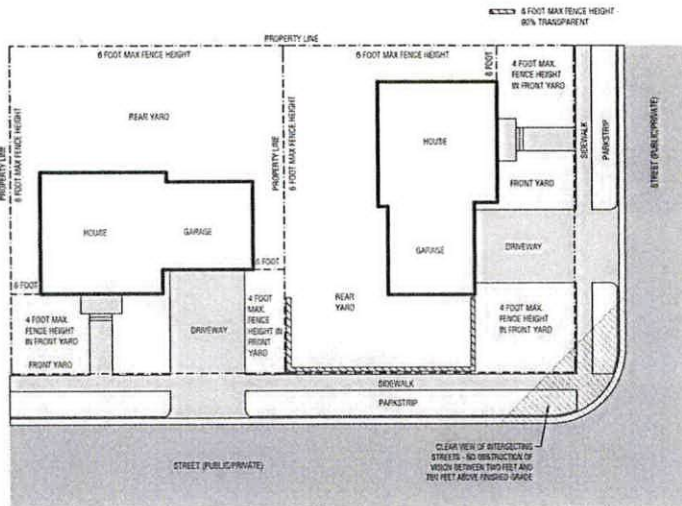 6 FOOT MAX FENCE HEIGHT -
80% TRANSPARENT
PROPERTY LINE
6 FOOT MAX FENCE HEIGHT
6 FOOT MAX FENCE HEIGHT
6 FOOT
4 FOOT MAX.
FENCE HEIGHT
IN FRONT YARD
REAR YARD
PROPERTY LINE
6 FOOT MAX FENCE HEIGHT
PROPERTY LINE
6 FOOT MAX FENCE HEIGHT
HOUSE
SIDEWALK
PARKSTRIP
STREET (PUBLIC/PRIVATE)
FRONT YARD
HOUSE
GARAGE
GARAGE
DRIVEWAY
6 FOOT
6 FOOT
REAR
YARD
4 FOOT MAX.
FENCE HEIGHT
IN FRONT YARD
FRONT YARD
DRIVEWAY
4 FOOT
MAX.
FENCE
HEIGHT IN
FRONT
YARD
4 FOOT MAX.
FENCE HEIGHT
IN FRONT YARD
SIDEWALK
PARKSTRIP
STREET (PUBLIC/PRIVATE)
CLEAR VIEW OF INTERSECTING
STREETS - NO OBSTRUCTION OF
VISION BETWEEN TWO FEET AND
TEN FEET ABOVE FINISHED GRADE